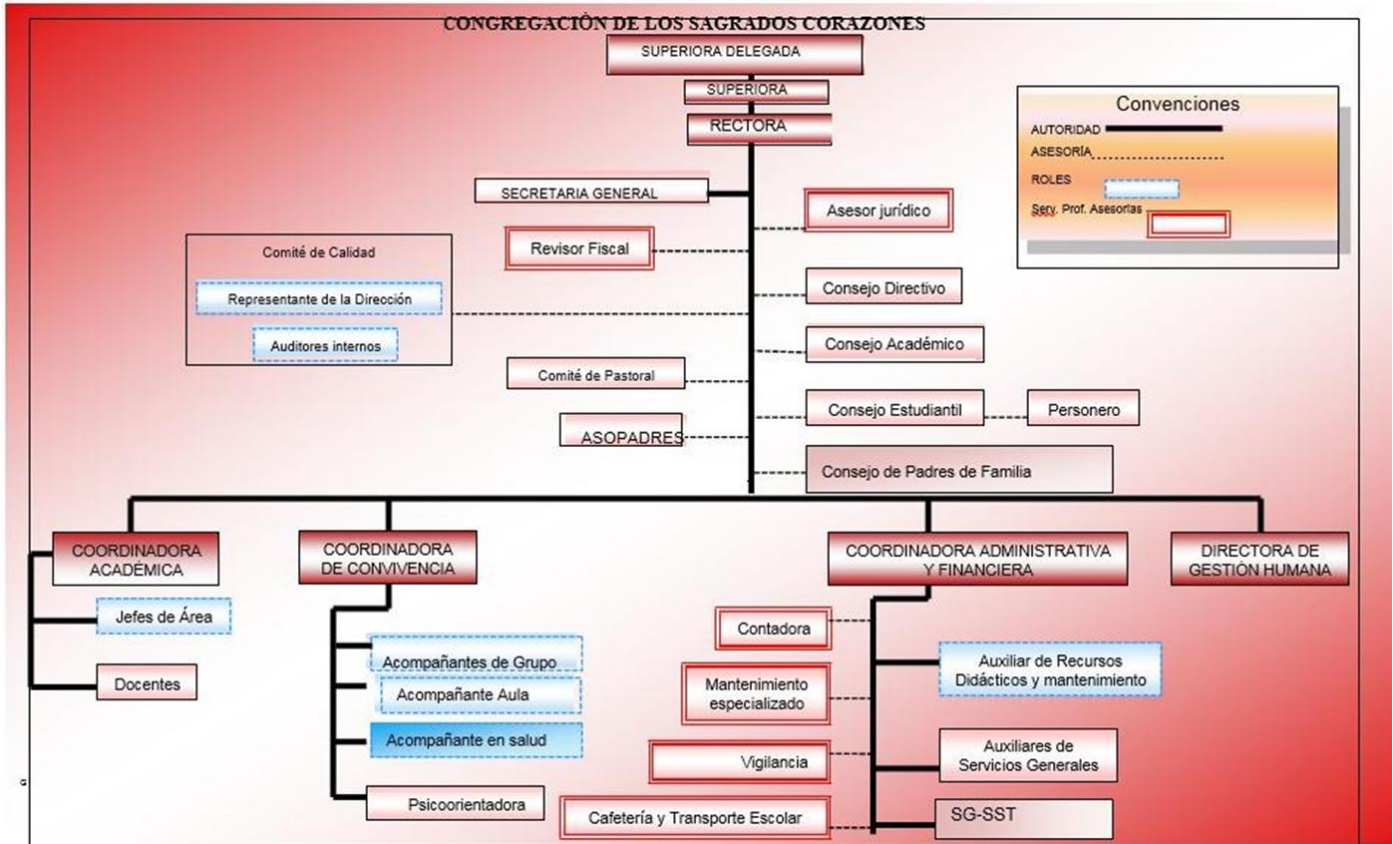 CONGREGACIÒN DE LOS SAGRADOS CORAZONES
SUPERIORA DELEGADA
SUPERIORA
RECTORA
Convenciones
AUTORIDAD
ASESORÍA
ROLES
Serv. Prof. Asesorías
SECRETARIA GENERAL
Asesor jurídico
Revisor Fiscal
Comité de Calidad
Representante de la Dirección
Auditores internos
Consejo Directivo
Consejo Académico
Comité de Pastoral
Consejo Estudiantil
Personero
ASOPADRES
Consejo de Padres de Familia
COORDINADORA
ACADÉMICA
Jefes de Área
Docentes
COORDINADORA
DE CONVIVENCIA
Acompañantes de Grupo
Acompañante Aula
Acompañante en salud
Psicoorientadora
COORDINADORA ADMINISTRATIVA
Y FINANCIERA
Contadora
Mantenimiento
especializado
Vigilancia
Cafetería y Transporte Escolar
Auxiliar de Recursos
Didácticos y mantenimiento
Auxiliares de
Servicios Generales
SG-SST
DIRECTORA DE
GESTIÓN HUMANA